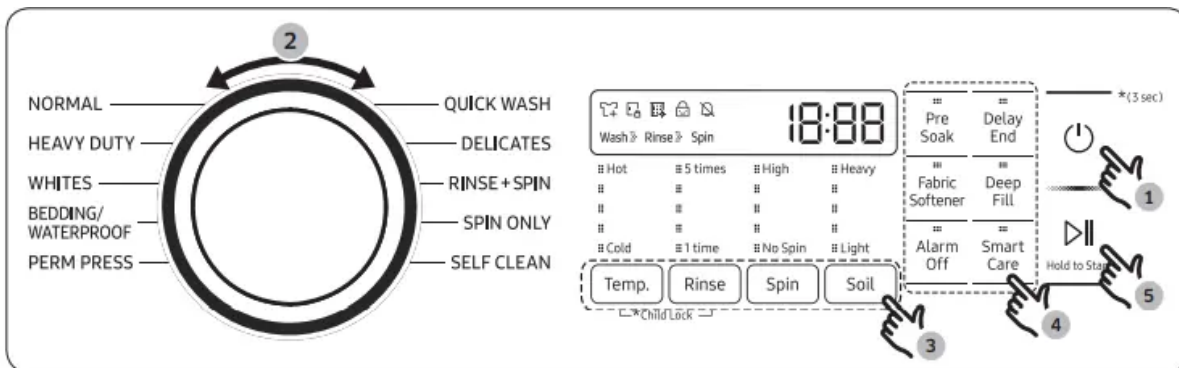 2
NORMAL
HEAVY DUTY
WHITES
BEDDING/
WATERPROOF
PERM PRESS
QUICK WASH
DELICATES
RINSE + SPIN
SPIN ONLY
SELF CLEAN
18:88
Wash Rinse Spin
Hot 5 times High Heavy
Cold 1 time No Spin Light
Temp. Rinse Spin Soil
*Child Lock
3
Pre
Soak
Delay
End
Fabric
Softener
Deep
Fill
Alarm
Off
Smart
Care
4
*(3 sec)
1
Hold to Start
5